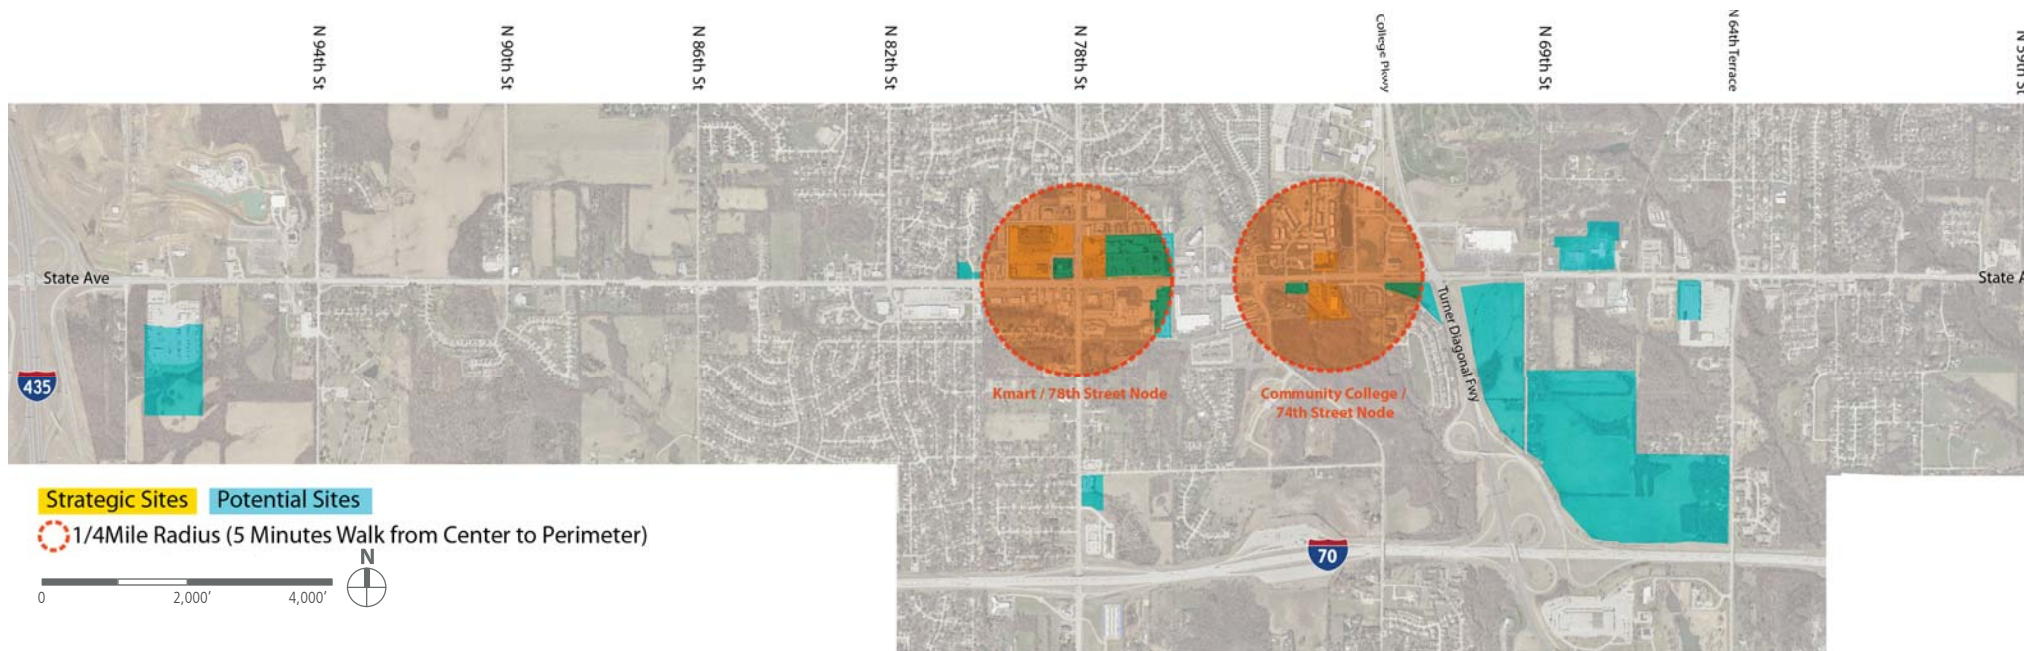 N 94th St
N 90th St
N 86th St
N 82th St
N 78th St
College Pkwy
N 69th St
N 64th Terrace
N 59th St
State Ave
State A
Turner Diagonal Fwy
435
Kmart / 78th Street Node
Community College /
74th Street Node
Strategic Sites
Potential Sites
1/4Mile Radius (5 Minutes Walk from Center to Perimeter)
N
0
2,000’
4,000’
70